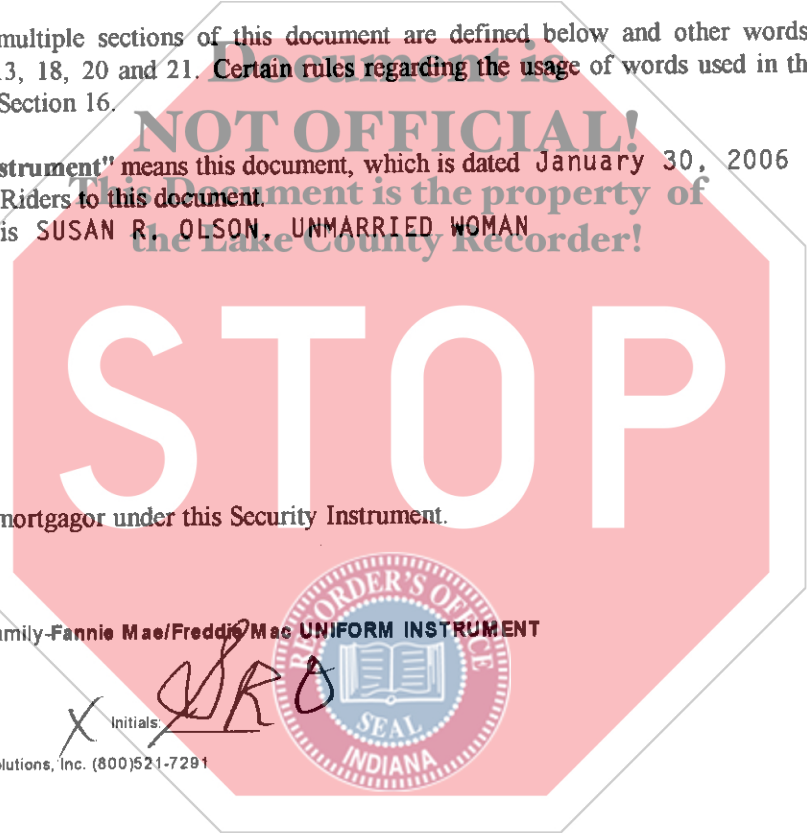 multiple sections of this document are defined below and other words
13, 18, 20 and 21. Certain rules regarding the usage of words used in th
Section 16.
Document is
NOT OFFICIAL!
This Document is the property of
the Lake County Recorder!
strument" means this document, which is dated January 30, 2006
Riders to this document.
is SUSAN R. OLSON, UNMARRIED WOMAN
STOP
mortgagor under this Security Instrument.
RECORDER'S OFFICE
SEAL
INDIANA
amily-Fannie Mae/Freddie Mac UNIFORM INSTRUMENT
X Initials: SRO
olutions, Inc. (800)521-7291